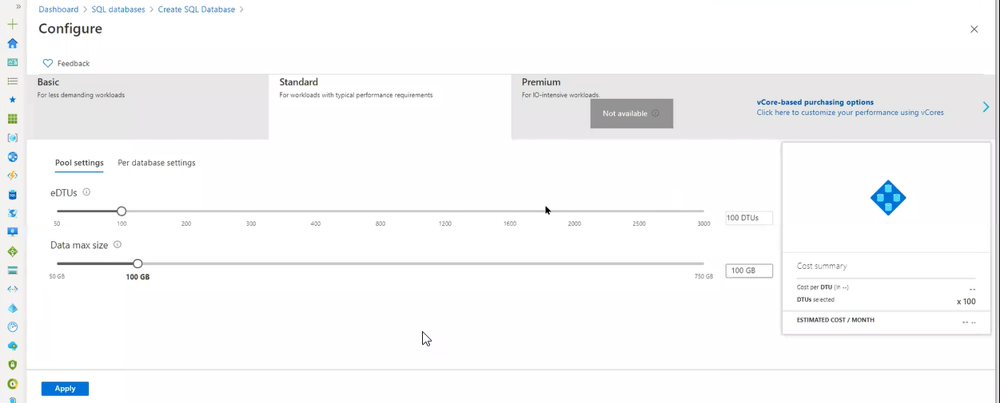 Dashboard > SQL databases > Create SQL Database >
Configure
Feedback
Basic
For less demanding workloads
Standard
For workloads with typical performance requirements
Premium
For IO-intensive workloads.
Not available
vCore-based purchasing options
Click here to customize your performance using vCores
Pool settings
Per database settings
eDTUs
50 100 200 300 400 800 1200 1600 2000 2500 3000
100 DTUs
Data max size
50 GB 100 GB 750 GB
100 GB
Cost summary
Cost per DTU (in --) --
DTUs selected x 100
ESTIMATED COST / MONTH -- --
Apply